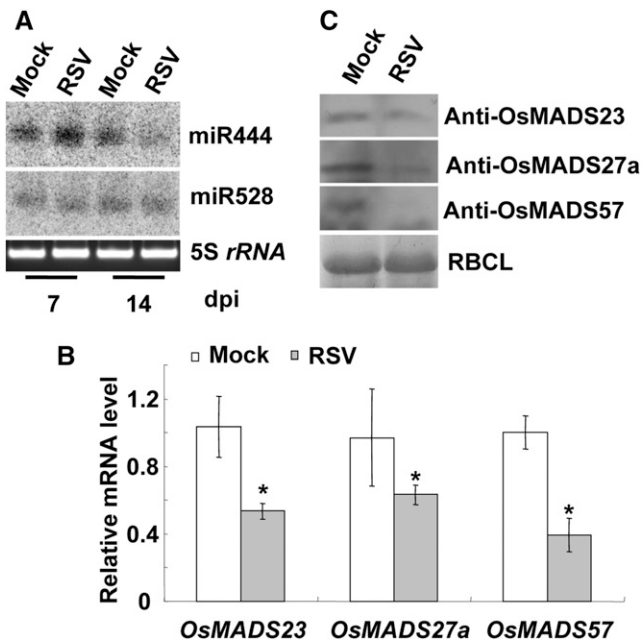 A
Mock RSV Mock RSV
miR444
miR528
5S rRNA
7 14 dpi
C
Mock RSV
Anti-OsMADS23
Anti-OsMADS27a
Anti-OsMADS57
RBCL
B
Mock RSV
Relative mRNA level
1.2
0.8
0.4
0
* * *
OsMADS23 OsMADS27a OsMADS57